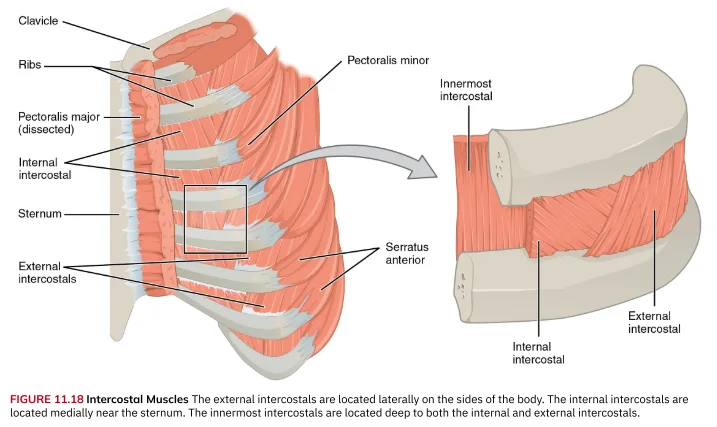 Clavicle
Ribs
Pectoralis major
(dissected)
Internal
intercostal
Sternum
External
intercostals
Pectoralis minor
Serratus
anterior
Innermost
intercostal
Internal
intercostal
External
intercostal
FIGURE 11.18 Intercostal Muscles The external intercostals are located laterally on the sides of the body. The internal intercostals are
located medially near the sternum. The innermost intercostals are located deep to both the internal and external intercostals.